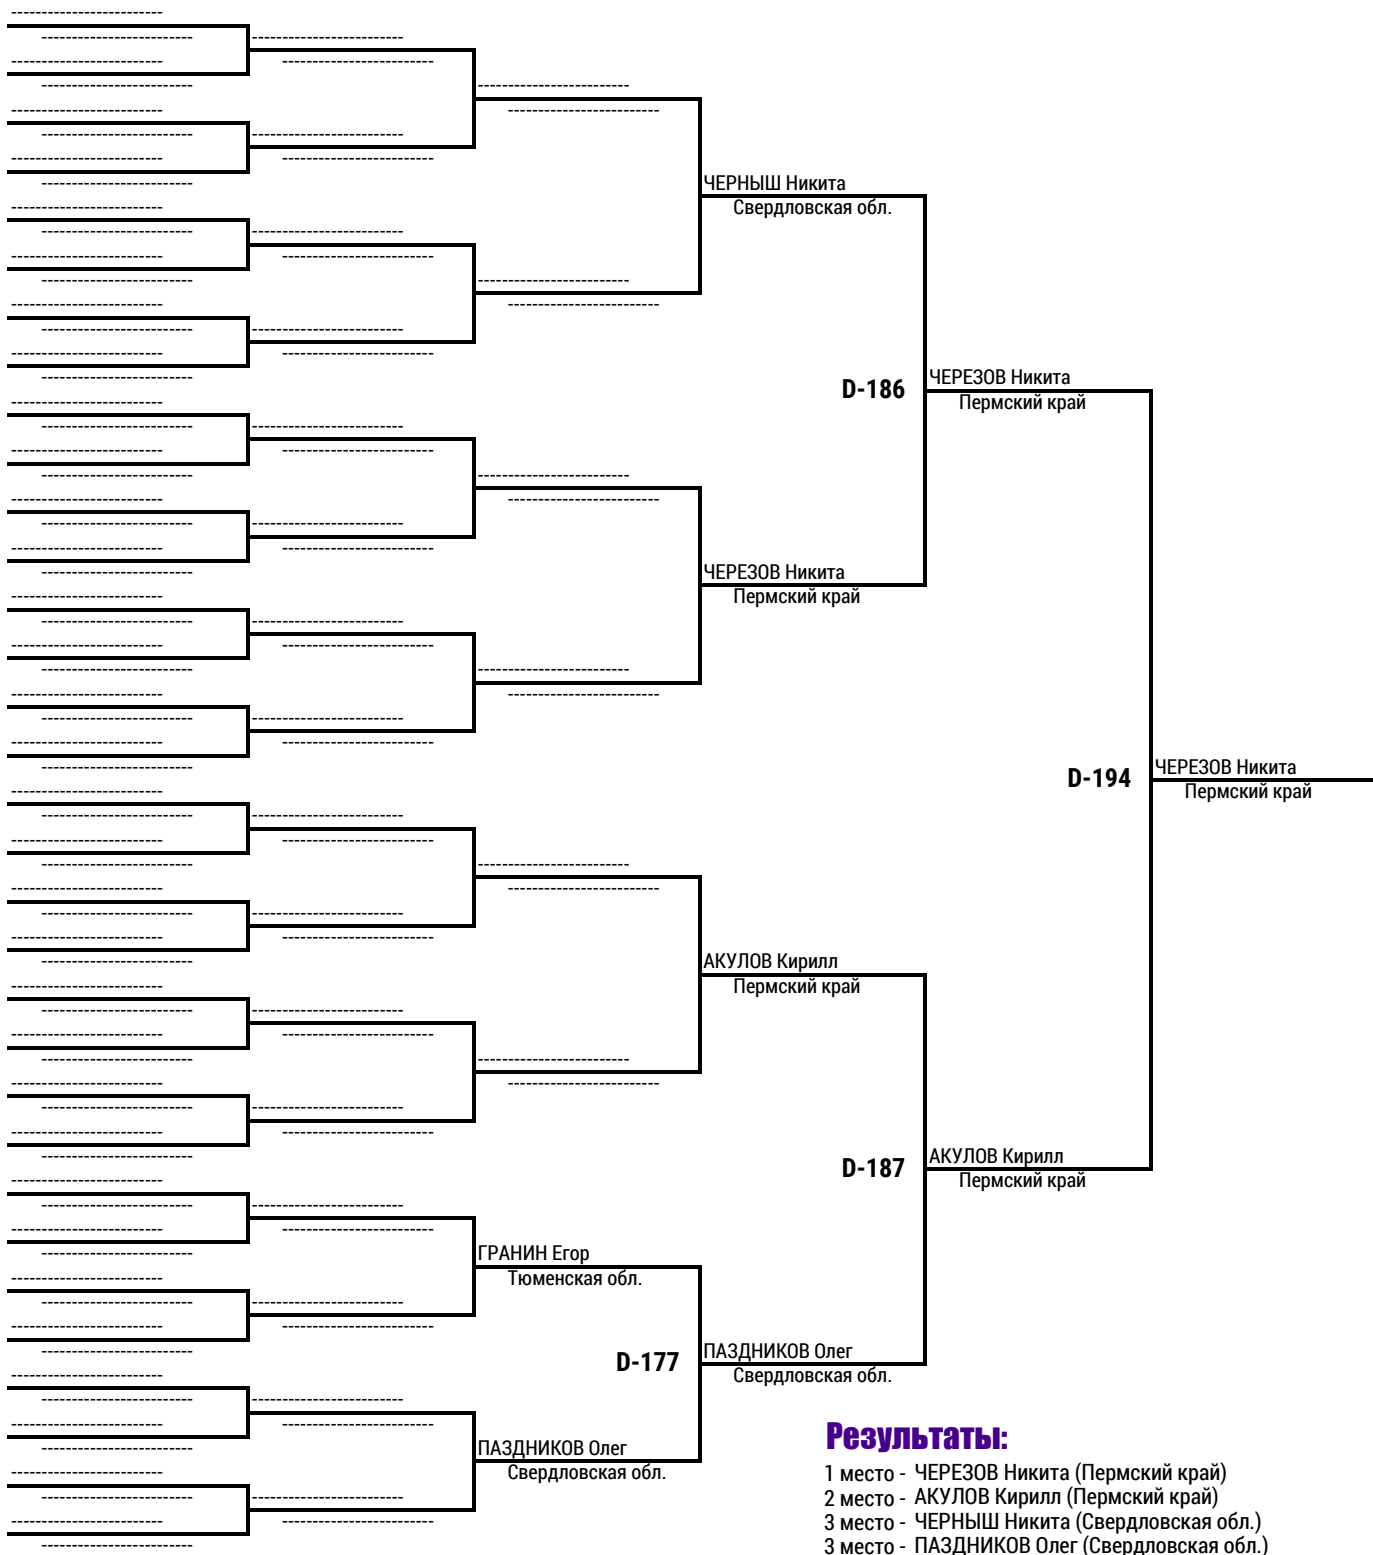 ЧЕРНЫШ Никита
Свердловская обл.
D-186
ЧЕРЕЗОВ Никита
Пермский край
ЧЕРЕЗОВ Никита
Пермский край
D-194
ЧЕРЕЗОВ Никита
Пермский край
АКУЛОВ Кирилл
Пермский край
D-187
АКУЛОВ Кирилл
Пермский край
ГРАНИН Егор
Тюменская обл.
D-177
ПАЗДНИКОВ Олег
Свердловская обл.
ПАЗДНИКОВ Олег
Свердловская обл.
Результаты:
1 место - ЧЕРЕЗОВ Никита (Пермский край)
2 место - АКУЛОВ Кирилл (Пермский край)
3 место - ЧЕРНЫШ Никита (Свердловская обл.)
3 место - ПАЗДНИКОВ Олег (Свердловская обл.)